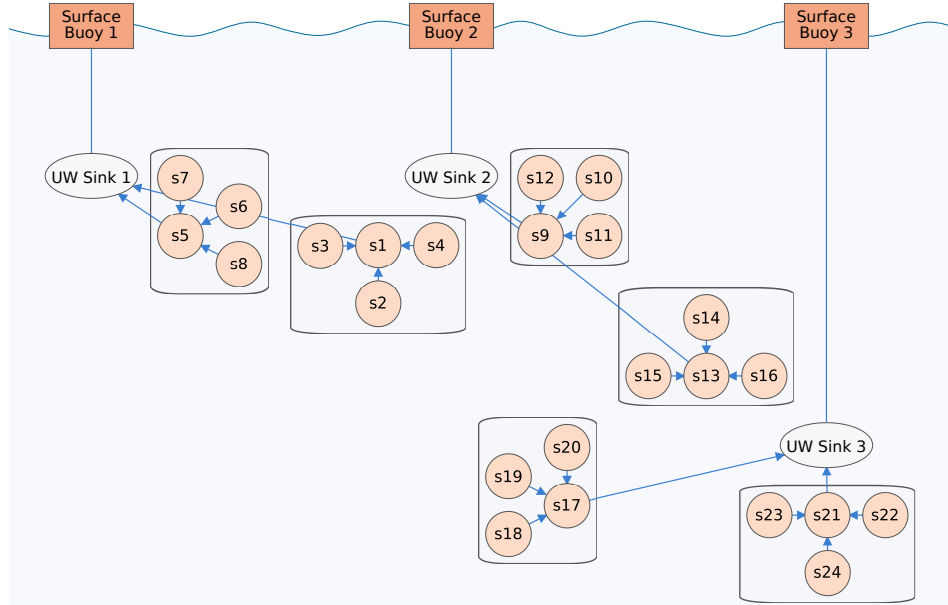 Surface
Buoy 1
Surface
Buoy 2
Surface
Buoy 3
UW Sink 1
s7
s6
s5
s8
s3
s1
s4
s2
UW Sink 2
s12
s10
s9
s11
s14
s15
s13
s16
UW Sink 3
s20
s19
s17
s18
s23
s21
s22
s24